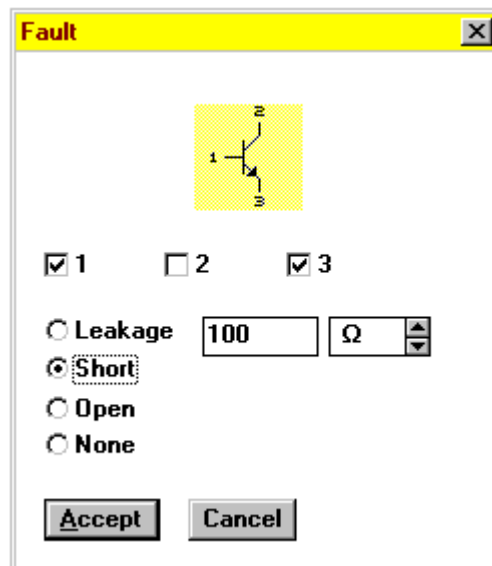 Fault
2
1
3
1 2 3
Leakage 100 Ω
Short
Open
None
Accept Cancel